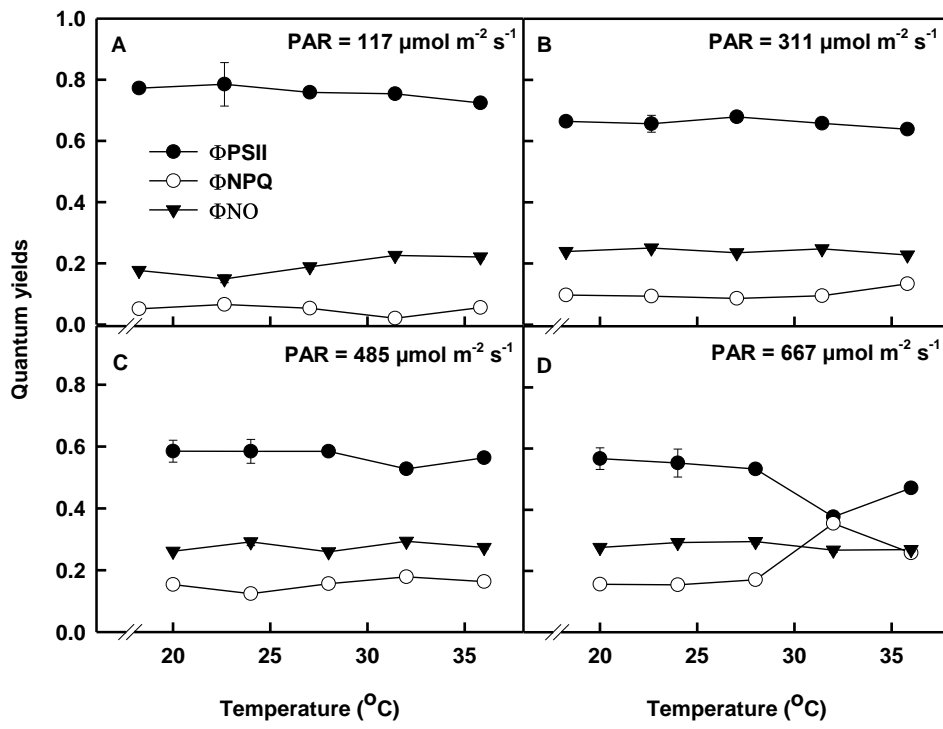 A
PAR = 117 µmol m-2 s-1
B
PAR = 311 µmol m-2 s-1
ΦPSII
ΦNPQ
ΦNO
C
PAR = 485 µmol m-2 s-1
D
PAR = 667 µmol m-2 s-1
Quantum yields
1.0
0.8
0.6
0.4
0.2
0.0
0.8
0.6
0.4
0.2
0.0
20 25 30 35
20 25 30 35
Temperature (oC)
Temperature (oC)